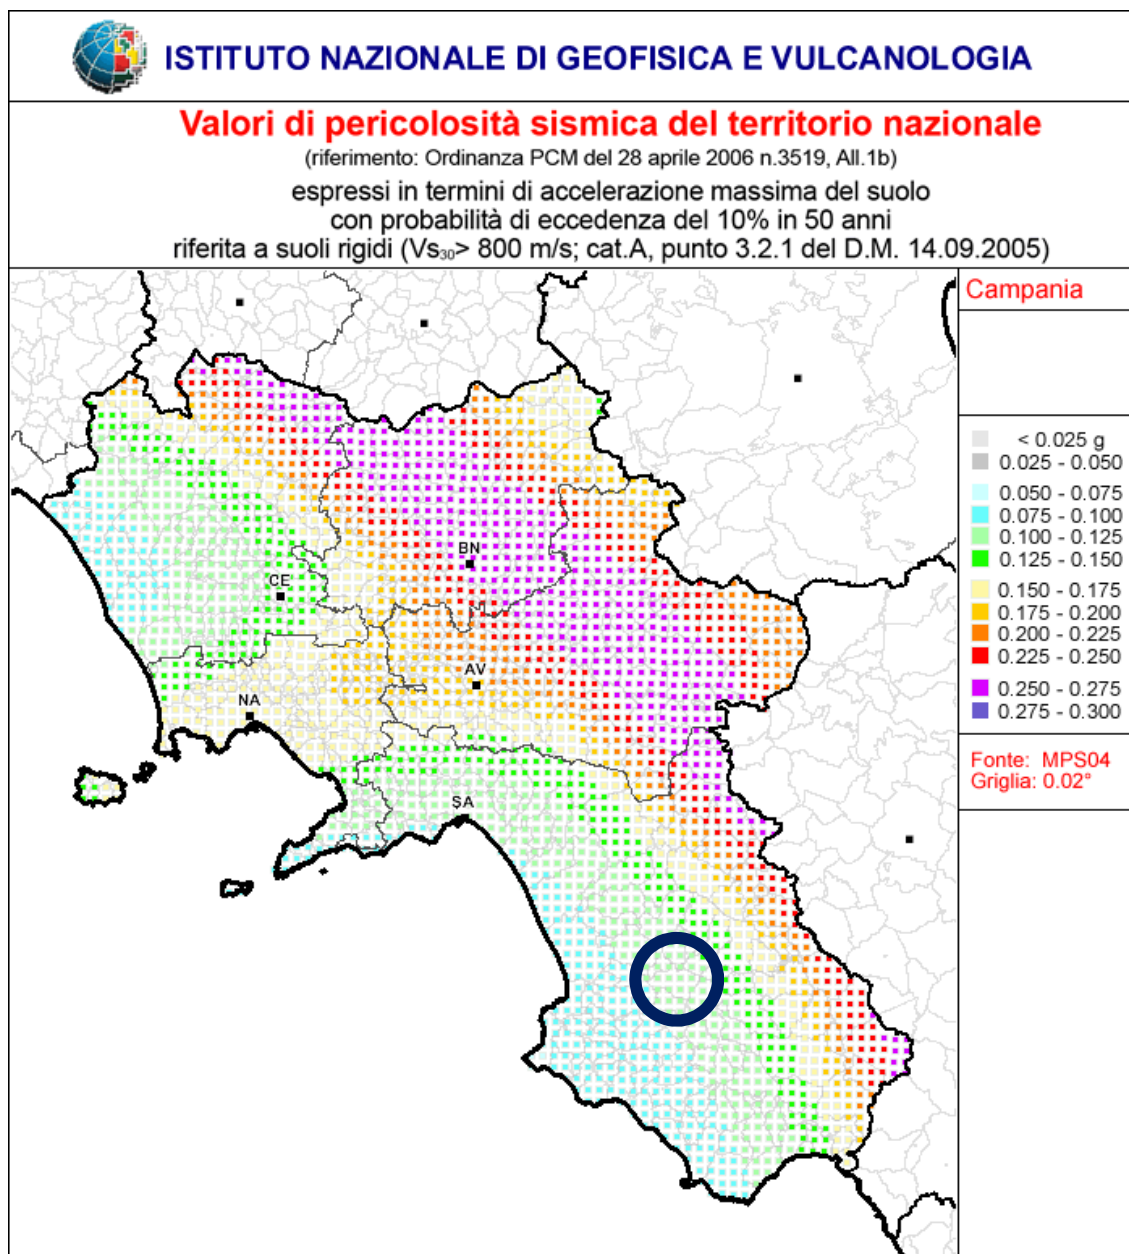 ISTITUTO NAZIONALE DI GEOFISICA E VULCANOLOGIA
Valori di pericolosità sismica del territorio nazionale
(riferimento: Ordinanza PCM del 28 aprile 2006 n.3519, All.1b)
espressi in termini di accelerazione massima del suolo
con probabilità di eccedenza del 10% in 50 anni
riferita a suoli rigidi (Vs30> 800 m/s; cat.A, punto 3.2.1 del D.M. 14.09.2005)
Campania
< 0.025 g
0.025 - 0.050
0.050 - 0.075
0.075 - 0.100
0.100 - 0.125
0.125 - 0.150
0.150 - 0.175
0.175 - 0.200
0.200 - 0.225
0.225 - 0.250
0.250 - 0.275
0.275 - 0.300
Fonte: MPS04
Griglia: 0.02°
BN
CE
AV
NA
SA